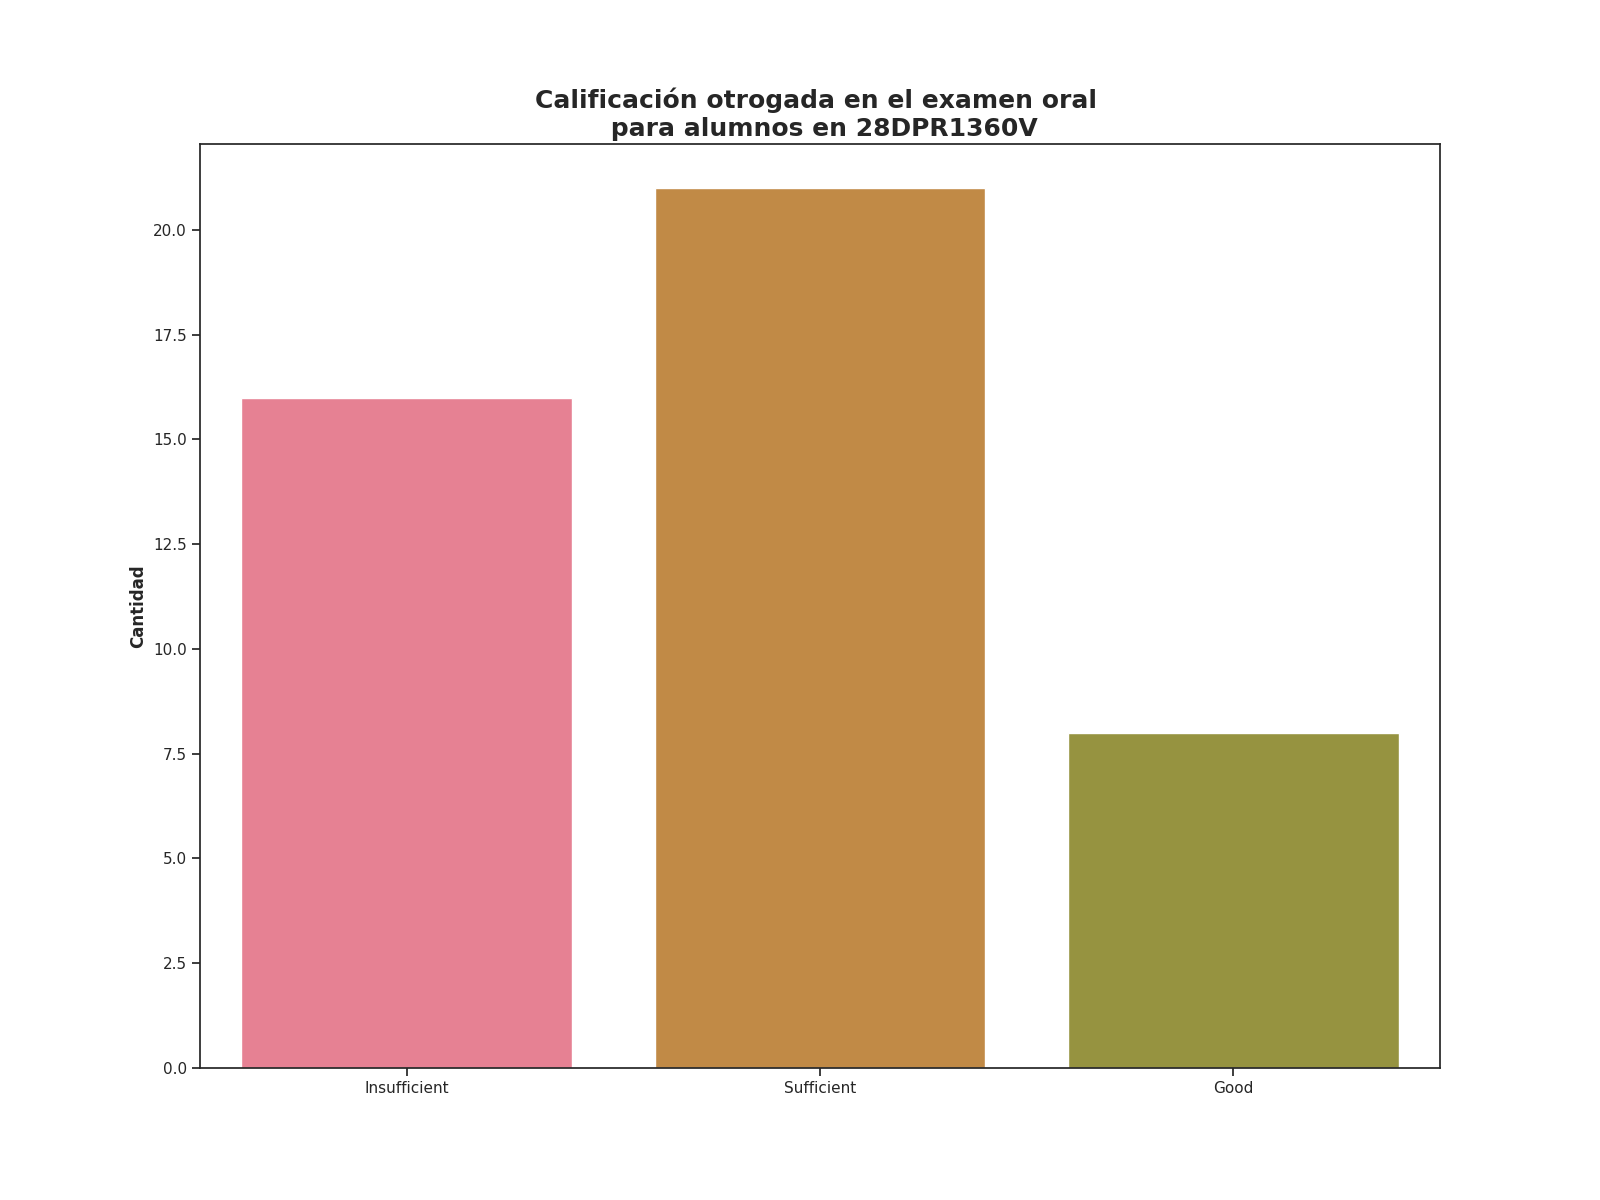 Calificación otrogada en el examen oral
para alumnos en 28DPR1360V
20.0
17.5
15.0
12.5
10.0
7.5
5.0
2.5
0.0
Cantidad
Insufficient
Sufficient
Good